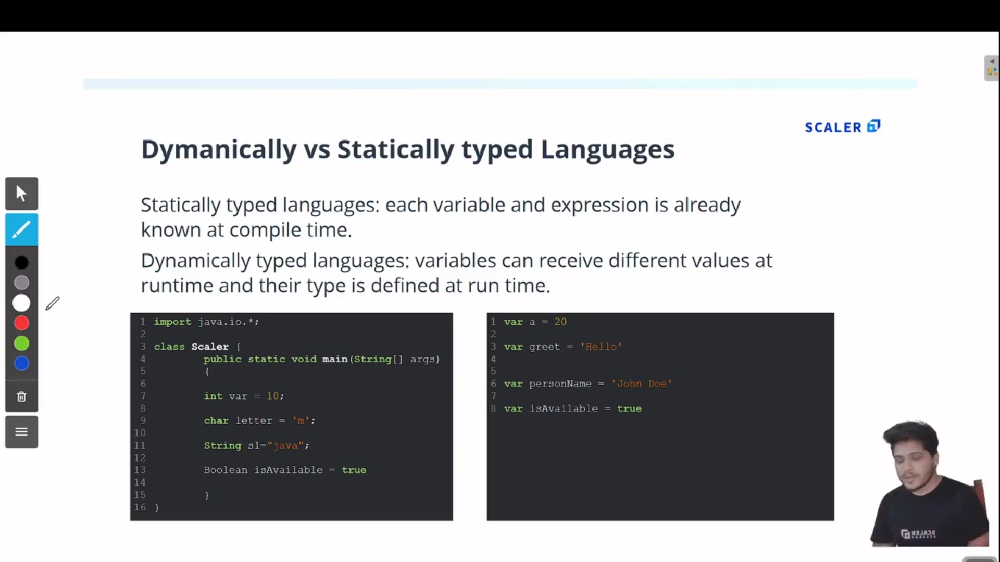 SCALER
Dymanically vs Statically typed Languages
Statically typed languages: each variable and expression is already
known at compile time.
Dynamically typed languages: variables can receive different values at
runtime and their type is defined at run time.
1 import java.io.*;
2
3 class Scaler {
4 public static void main(String[] args)
5 {
6
7 int var = 10;
8
9 char letter = 'm';
10
11 String s1="java";
12
13 Boolean isAvailable = true
14
15 }
16 }
1 var a = 20
2
3 var greet = 'Hello'
4
5
6 var personName = 'John Doe'
7
8 var isAvailable = true
SCALER